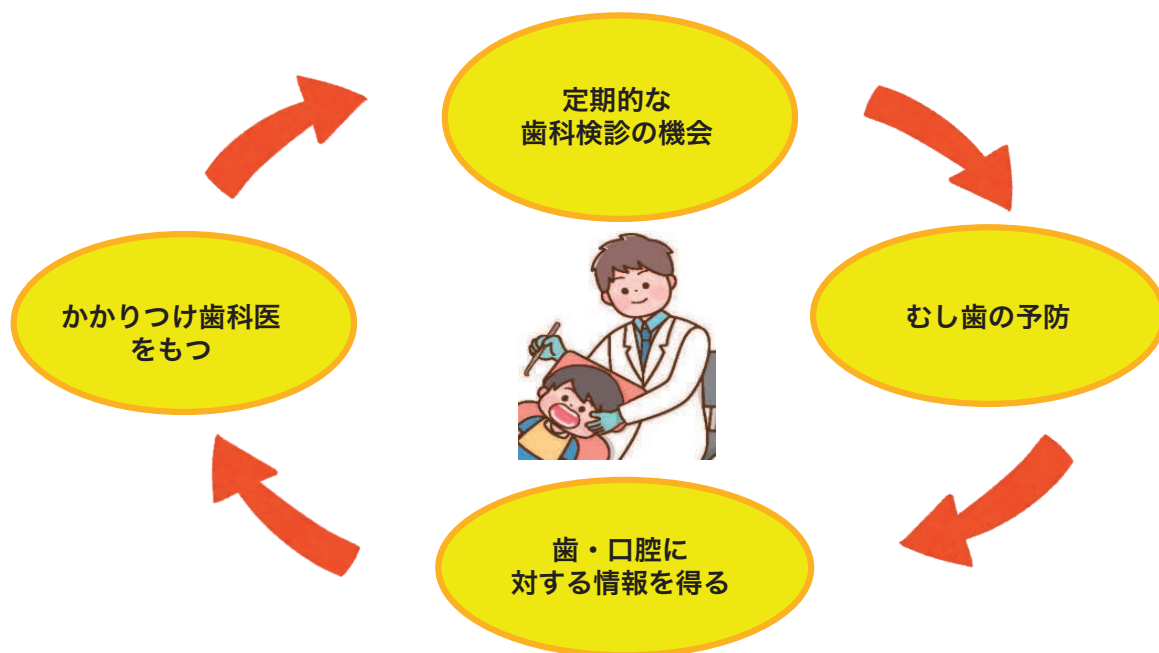 定期的な
歯科検診の機会
むし歯の予防
歯・口腔に
対する情報を得る
かかりつけ歯科医
をもつ